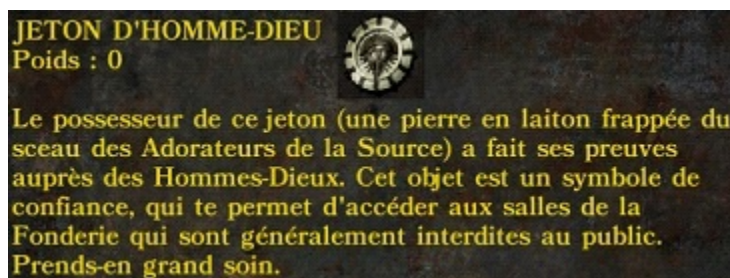 JETON D'HOMME-DIEU
Poids : 0
Le possesseur de ce jeton (une pierre en laiton frappée du
sceau des Adorateurs de la Source) a fait ses preuves
auprès des Hommes-Dieux. Cet objet est un symbole de
confiance, qui te permet d'accéder aux salles de la
Fonderie qui sont généralement interdites au public.
Prends-en grand soin.